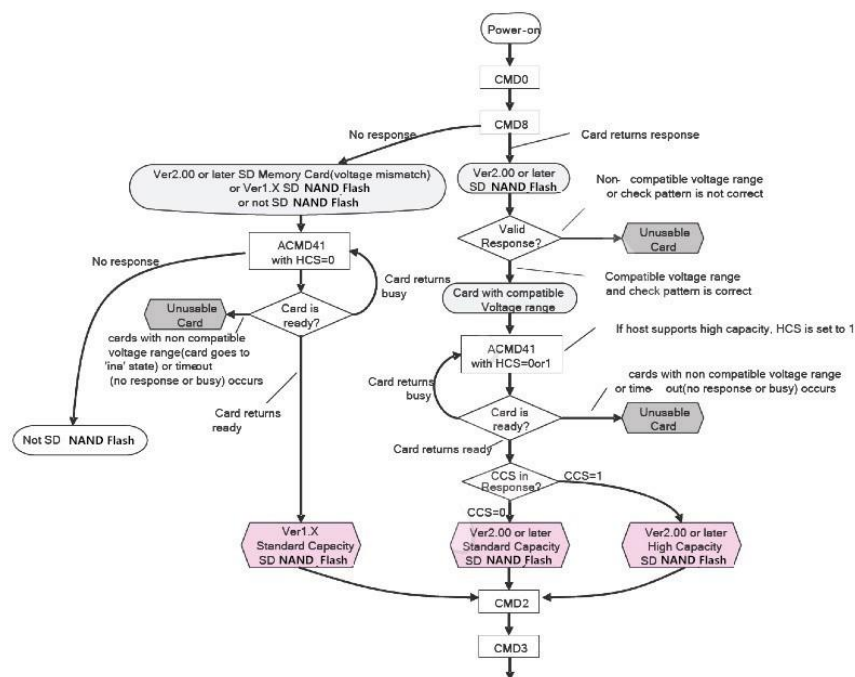 Power-on
CMD0
CMD8
No response
Card returns response
Ver2.00 or later SD Memory Card(voltage mismatch)
or Ver1.X SD NAND Flash
or not SD NAND Flash
Ver2.00 or later
SD NAND Flash
Non- compatible voltage range
or check pattern is not correct
Valid
Response?
Unusable
Card
No response
ACMD41
with HCS=0
Card returns
busy
Compatible voltage range
and check pattern is correct
Card with compatible
Voltage range
Unusable
Card
Card is
ready?
If host supports high capacity, HCS is set to 1
cards with non compatible
voltage range(card goes to
'ina' state) or timeout
(no response or busy) occurs
ACMD41
with HCS=0or1
Card returns
busy
cards with non compatible voltage range
or time- out(no response or busy) occurs
Card is
ready?
Unusable
Card
Card returns
ready
Card returns ready
Not SD NAND Flash
CCS in
Response?
CCS=1
CCS=0
Ver1.X
Standard Capacity
SD NAND Flash
Ver2.00 or later
Standard Capacity
SD NAND Flash
Ver2.00 or later
High Capacity
SD NAND Flash
CMD2
CMD3